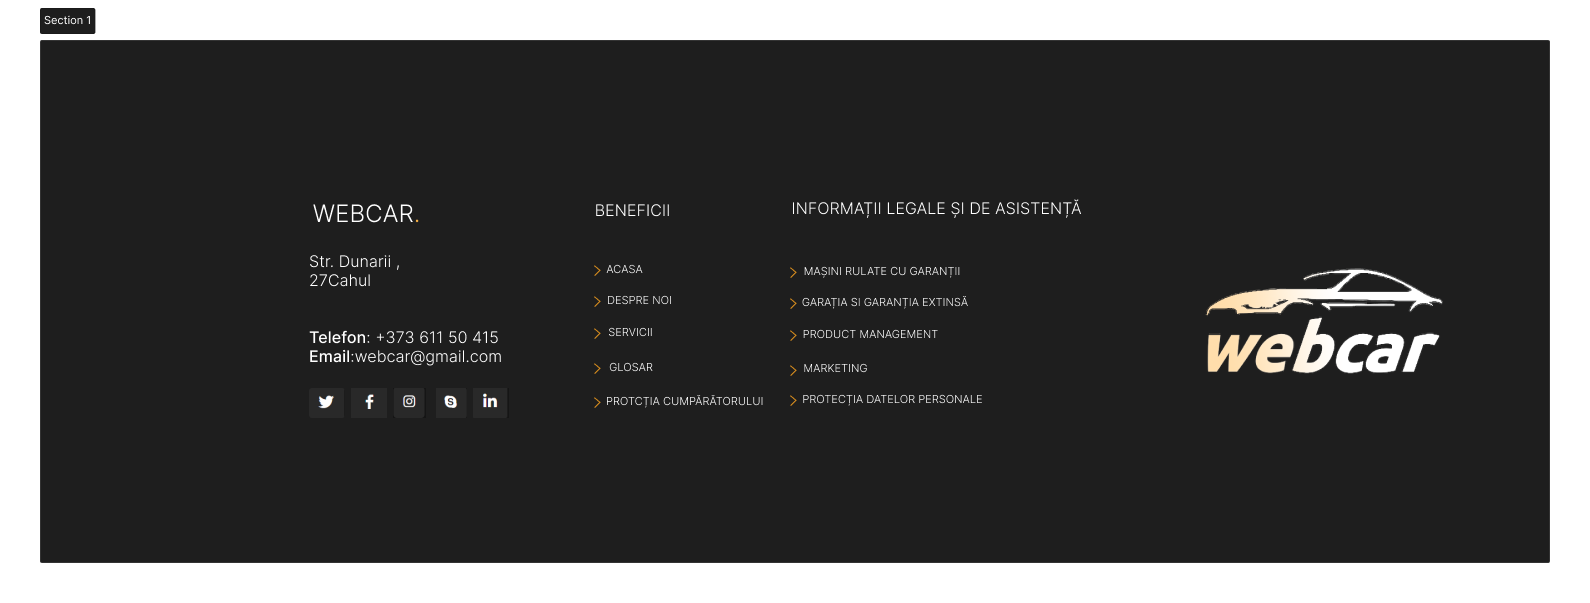 Section 1
WEBCAR.
Str. Dunarii ,
27Cahul
Telefon: +373 611 50 415
Email:webcar@gmail.com
BENEFICII
ACASA
DESPRE NOI
SERVICII
GLOSAR
PROTCȚIA CUMPĂRĂTORULUI
INFORMAȚII LEGALE ȘI DE ASISTENȚĂ
MAȘINI RULATE CU GARANȚII
GARAȚIA SI GARANȚIA EXTINSĂ
PRODUCT MANAGEMENT
MARKETING
PROTECȚIA DATELOR PERSONALE
webcar